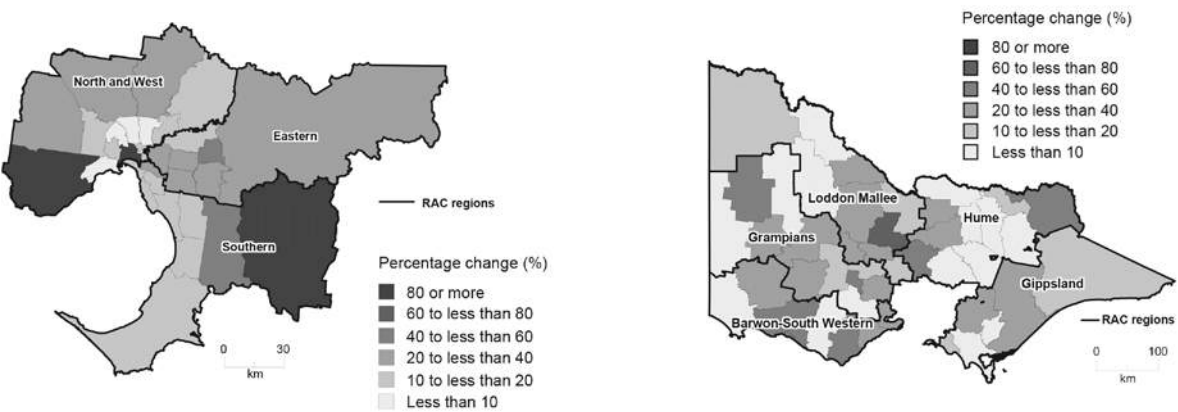 North and West
Eastern
RAC regions
Southern
Percentage change (%)
80 or more
60 to less than 80
40 to less than 60
20 to less than 40
10 to less than 20
Less than 10
0 30
km
Percentage change (%)
80 or more
60 to less than 80
40 to less than 60
20 to less than 40
10 to less than 20
Less than 10
Loddon Mallee
Hume
Grampians
Gippsland
Barwon-South Western
RAC regions
0 100
km